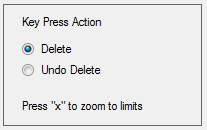 Key Press Action
Delete
Undo Delete
Press "x" to zoom to limits